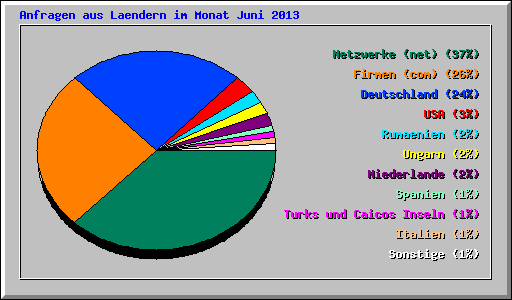 Anfragen aus Laendern im Monat Juni 2013
Netzwerke (net) (37%)
Firmen (com) (26%)
Deutschland (24%)
USA (3%)
Rumaenien (2%)
Ungarn (2%)
Niederlande (2%)
Spanien (1%)
Turks und Caicos Inseln (1%)
Italien (1%)
Sonstige (1%)